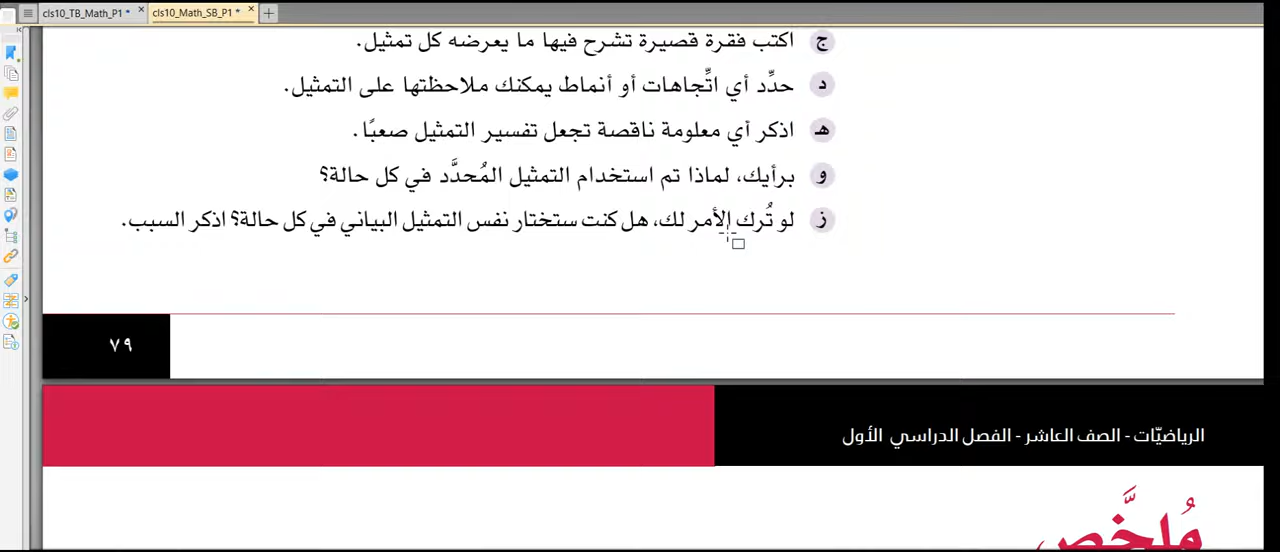 cls10_TB_Math_P1 * cls10_Math_SB_P1 *
ج اكتب فقرة قصيرة تشرح فيها ما يعرضه كل تمثيل.
د حدِّد أي اتِّجاهات أو أنماط يمكنك ملاحظتها على التمثيل.
هـ اذكر أي معلومة ناقصة تجعل تفسير التمثيل صعبًا.
و برأيك، لماذا تم استخدام التمثيل المُحدَّد في كل حالة؟
ز لو تُرك الأمر لك، هل كنت ستختار نفس التمثيل البياني في كل حالة؟ اذكر السبب.
٧٩
الرياضيّات - الصف العاشر - الفصل الدراسي الأول
مُلخَّص